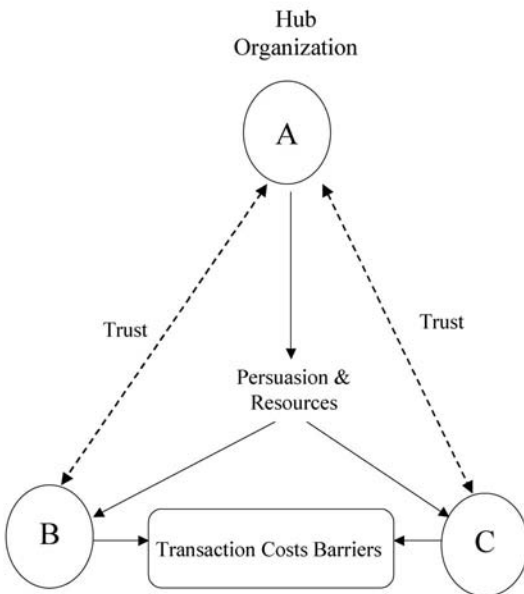 Hub
Organization
A
Trust
Trust
Persuasion &
Resources
B
Transaction Costs Barriers
C